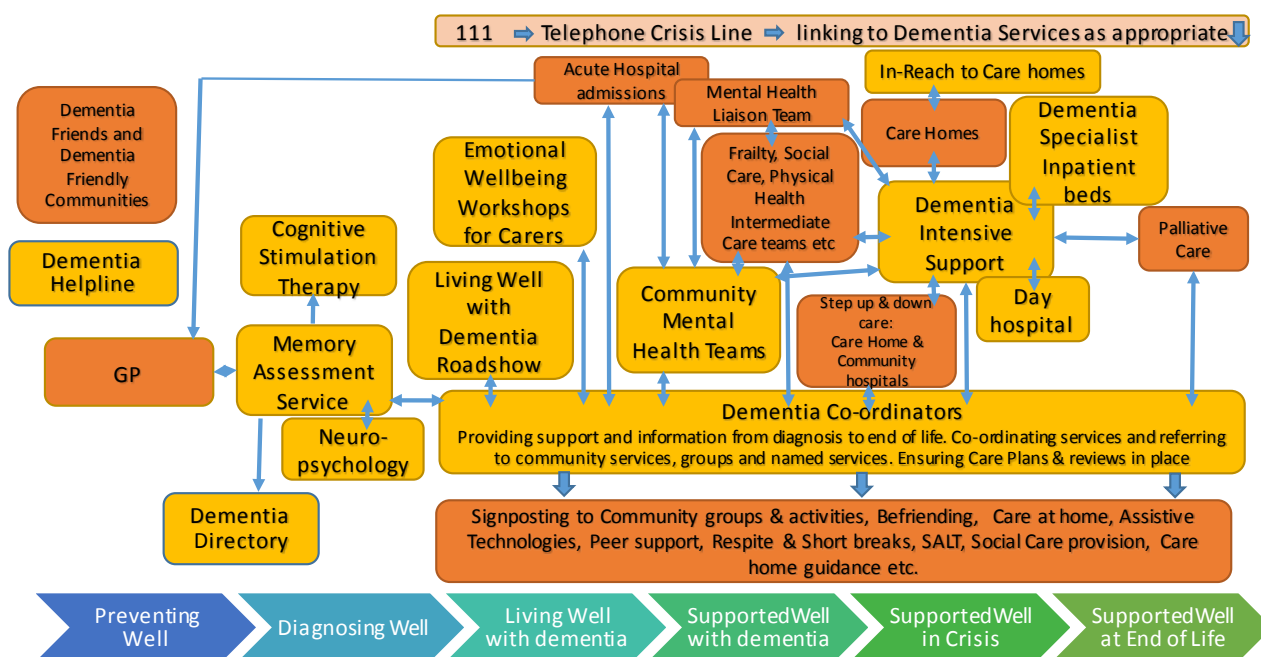 111 Telephone Crisis Line linking to Dementia Services as appropriate
Acute Hospital
admissions
Mental Health
Liaison Team
In-Reach to Care homes
Care Homes
Dementia
Specialist
Inpatient
beds
Dementia
Friends and
Dementia
Friendly
Communities
Emotional
Wellbeing
Workshops
for Carers
Frailty, Social
Care, Physical
Health
Intermediate
Care teams etc
Dementia
Intensive
Support
Palliative
Care
Cognitive
Stimulation
Therapy
Dementia
Helpline
Living Well
with
Dementia
Roadshow
Community
Mental
Health Teams
Step up & down
care:
Care Home &
Community
hospitals
Day
hospital
GP
Memory
Assessment
Service
Neuro-
psychology
Dementia
Directory
Dementia Co-ordinators
Providing support and information from diagnosis to end of life. Co-ordinating services and referring
to community services, groups and named services. Ensuring Care Plans & reviews in place
Signposting to Community groups & activities, Befriending, Care at home, Assistive
Technologies, Peer support, Respite & Short breaks, SALT, Social Care provision, Care
home guidance etc.
Preventing
Well
Diagnosing Well
Living Well
with dementia
Supported Well
with dementia
Supported Well
in Crisis
Supported Well
at End of Life